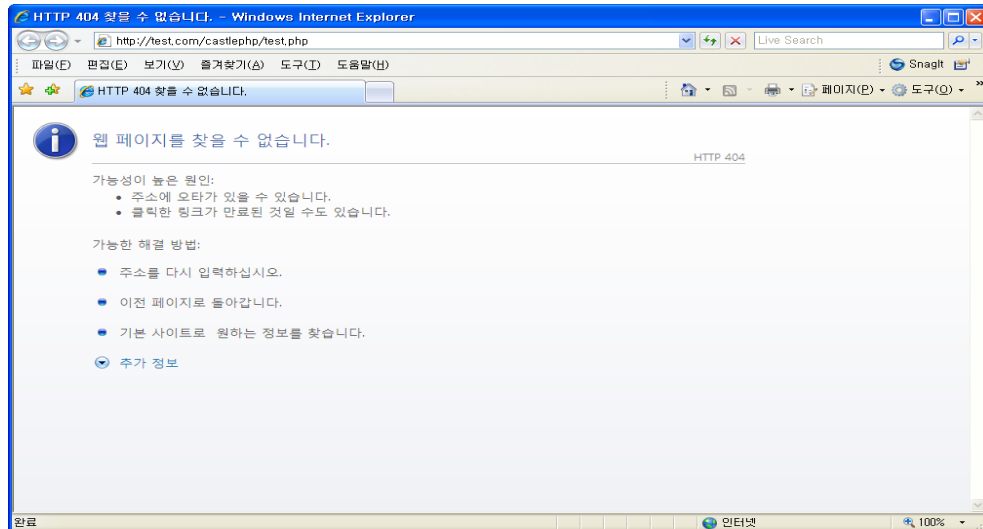 HTTP 404 찾을 수 없습니다. - Windows Internet Explorer
http://test.com/castlephp/test.php
Live Search
파일(F) 편집(E) 보기(V) 즐겨찾기(A) 도구(T) 도움말(H)
SnagIt
HTTP 404 찾을 수 없습니다.
페이지(P) 도구(O)
웹 페이지를 찾을 수 없습니다.
HTTP 404
가능성이 높은 원인:
주소에 오타가 있을 수 있습니다.
클릭한 링크가 만료된 것일 수도 있습니다.
가능한 해결 방법:
주소를 다시 입력하십시오.
이전 페이지로 돌아갑니다.
기본 사이트로 원하는 정보를 찾습니다.
추가 정보
완료
인터넷
100%